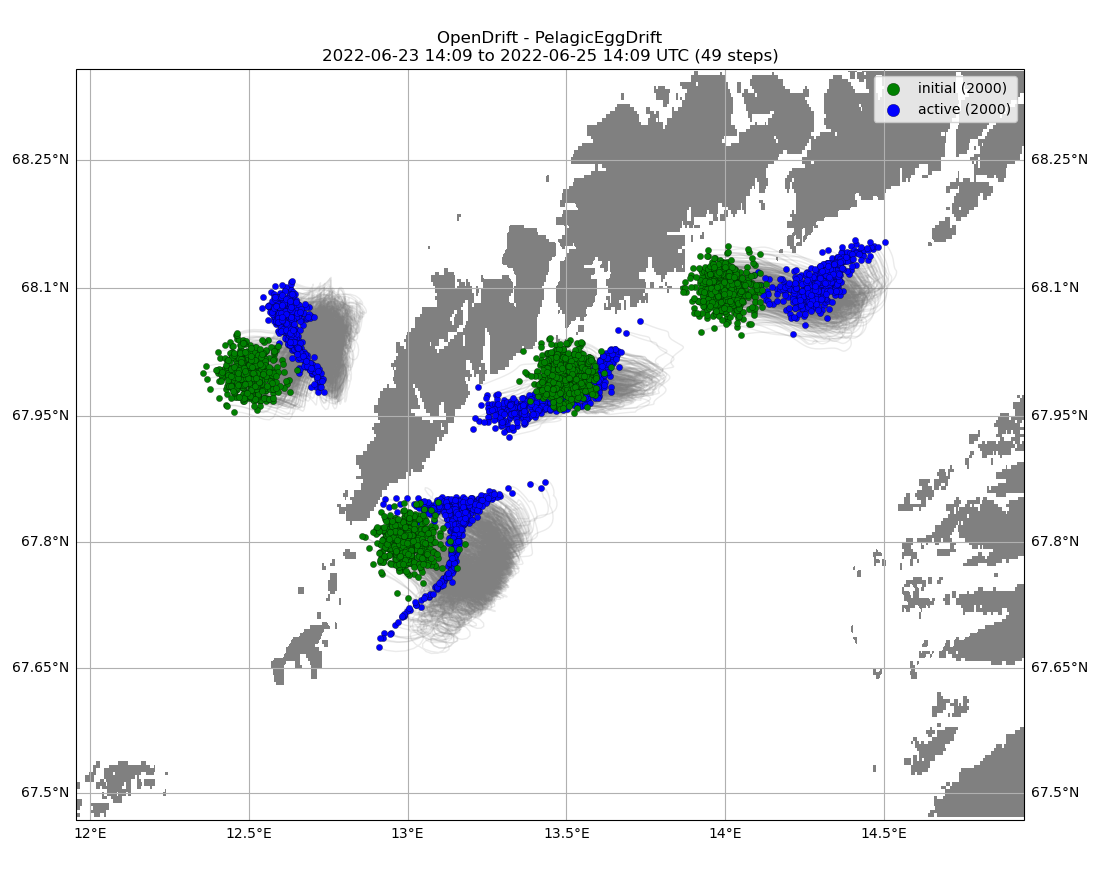 OpenDrift - PelagicEggDrift
2022-06-23 14:09 to 2022-06-25 14:09 UTC (49 steps)
initial (2000)
active (2000)
68.25°N 68.25°N
68.1°N 68.1°N
67.95°N 67.95°N
67.8°N 67.8°N
67.65°N 67.65°N
67.5°N 67.5°N
12°E 12.5°E 13°E 13.5°E 14°E 14.5°E